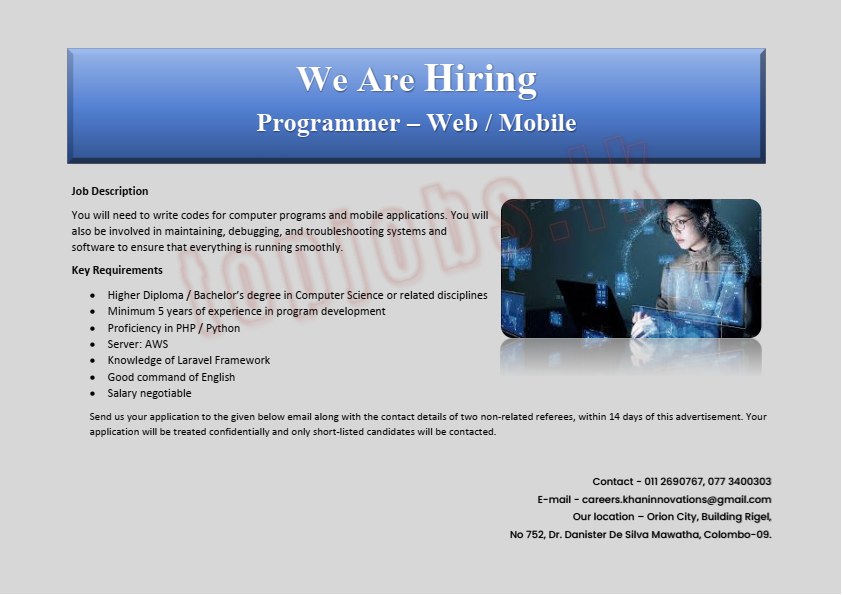 We Are Hiring
Programmer – Web / Mobile
topjobs.lk
Job Description
You will need to write codes for computer programs and mobile applications. You will
also be involved in maintaining, debugging, and troubleshooting systems and
software to ensure that everything is running smoothly.
Key Requirements
• Higher Diploma / Bachelor's degree in Computer Science or related disciplines
• Minimum 5 years of experience in program development
• Proficiency in PHP / Python
• Server: AWS
• Knowledge of Laravel Framework
• Good command of English
• Salary negotiable
Send us your application to the given below email along with the contact details of two non-related referees, within 14 days of this advertisement. Your
application will be treated confidentially and only short-listed candidates will be contacted.
Contact - 011 2690767, 077 3400303
E-mail - careers.khaninnovations@gmail.com
Our location – Orion City, Building Rigel,
No 752, Dr. Danister De Silva Mawatha, Colombo-09.